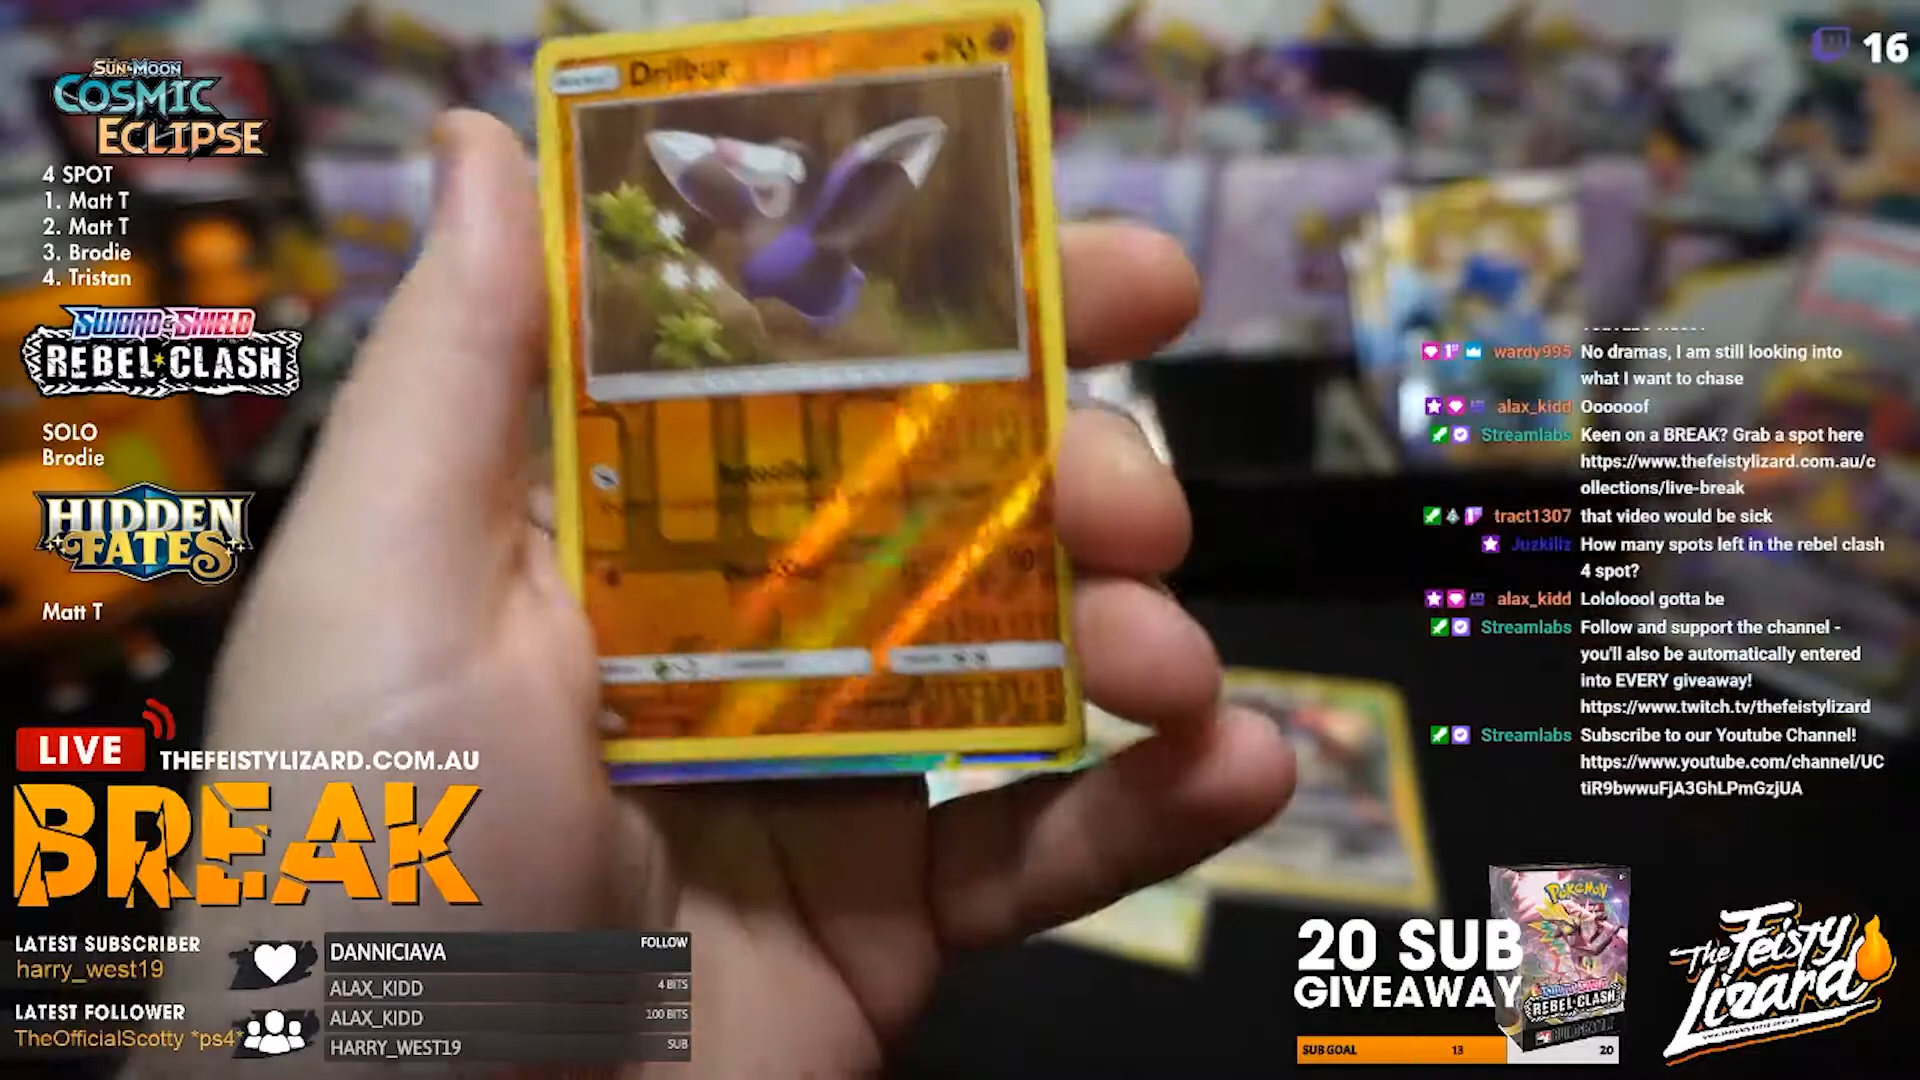 SUN & MOON
COSMIC
ECLIPSE
4 SPOT
1. Matt T
2. Matt T
3. Brodie
4. Tristan
SWORD & SHIELD
REBEL CLASH
SOLO
Brodie
HIDDEN
FATES
Matt T
LIVE
THEFEISTYLIZARD.COM.AU
BREAK
LATEST SUBSCRIBER
harry_west19
LATEST FOLLOWER
TheOfficialScotty *ps4*
DANNICIAVA FOLLOW
ALAX_KIDD 4 BITS
ALAX_KIDD 100 BITS
HARRY_WEST19 SUB
Drilbur
16
wardy995 No dramas, I am still looking into
what I want to chase
alax_kidd Oooooof
Streamlabs Keen on a BREAK? Grab a spot here
https://www.thefeistylizard.com.au/c
ollections/live-break
tract1307 that video would be sick
Juzkillz How many spots left in the rebel clash
4 spot?
alax_kidd Lolololool gotta be
Streamlabs Follow and support the channel -
you'll also be automatically entered
into EVERY giveaway!
https://www.twitch.tv/thefeistylizard
Streamlabs Subscribe to our Youtube Channel!
https://www.youtube.com/channel/UC
tiR9bwwuFjA3GhLPmGzjUA
20 SUB
GIVEAWAY
POKÉMON
REBEL CLASH
SUB GOAL 13 20
The Feisty
Lizard